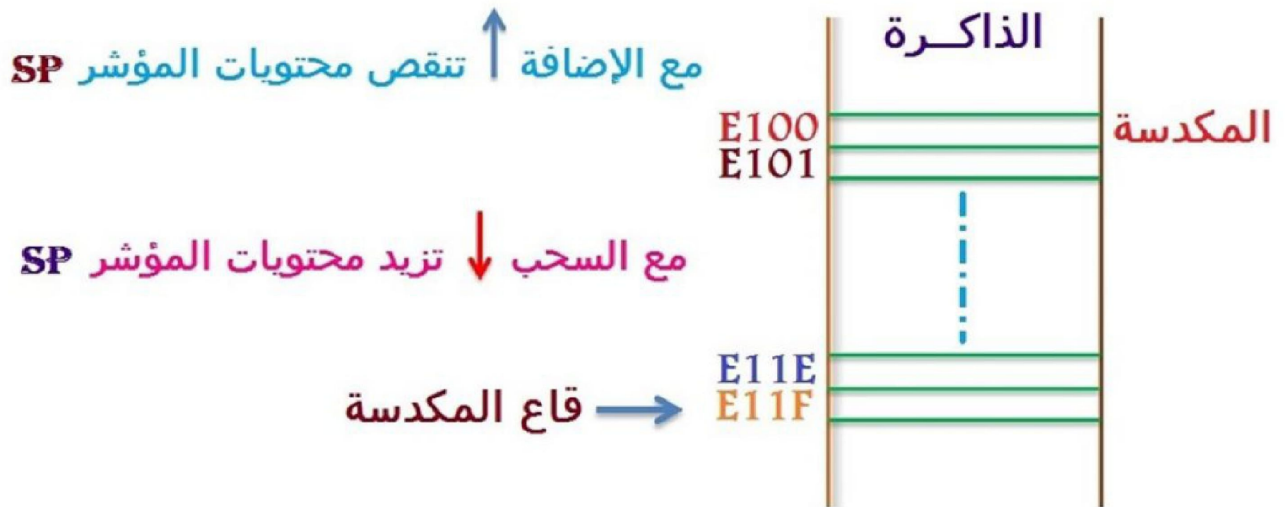 الذاكــرة
مع الإضافة تنقص محتويات المؤشر SP
المكدسة
E100
E101
مع السحب تزيد محتويات المؤشر SP
E11E
E11F
قاع المكدسة